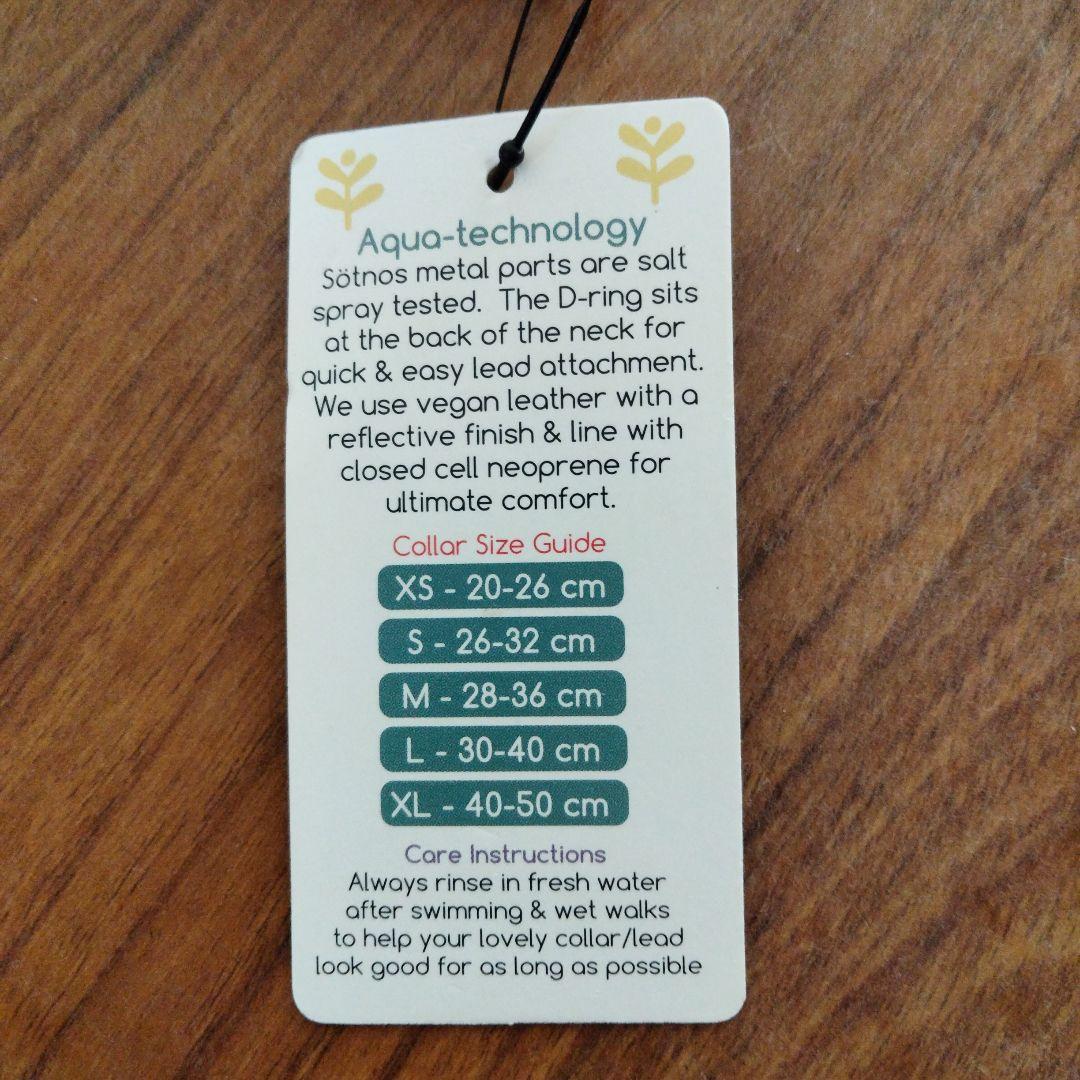 Aqua-technology
Sötnos metal parts are salt
spray tested. The D-ring sits
at the back of the neck for
quick & easy lead attachment.
We use vegan leather with a
reflective finish & line with
closed cell neoprene for
ultimate comfort.
Collar Size Guide
XS - 20-26 cm
S - 26-32 cm
M - 28-36 cm
L - 30-40 cm
XL - 40-50 cm
Care Instructions
Always rinse in fresh water
after swimming & wet walks
to help your lovely collar/lead
look good for as long as possible